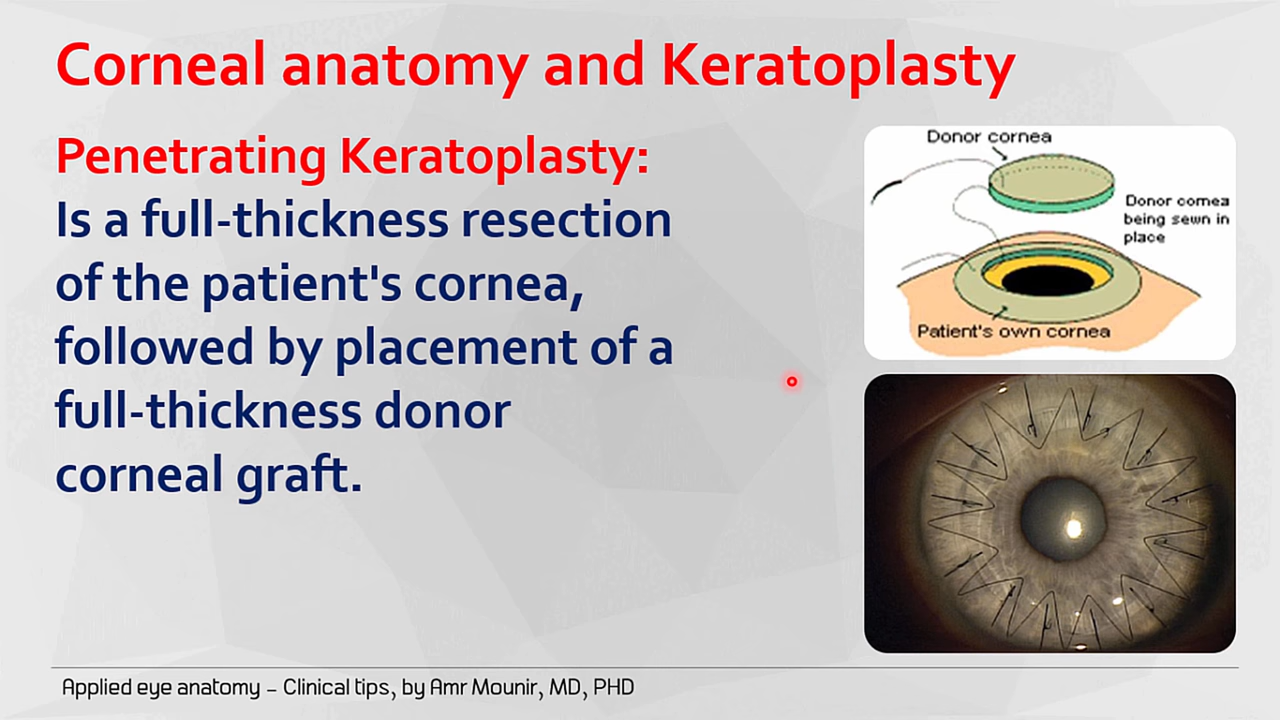 Corneal anatomy and Keratoplasty
Penetrating Keratoplasty:
Is a full-thickness resection
of the patient's cornea,
followed by placement of a
full-thickness donor
corneal graft.
Donor cornea
Donor cornea
being sewn in
place
Patient's own cornea
Applied eye anatomy – Clinical tips, by Amr Mounir, MD, PHD